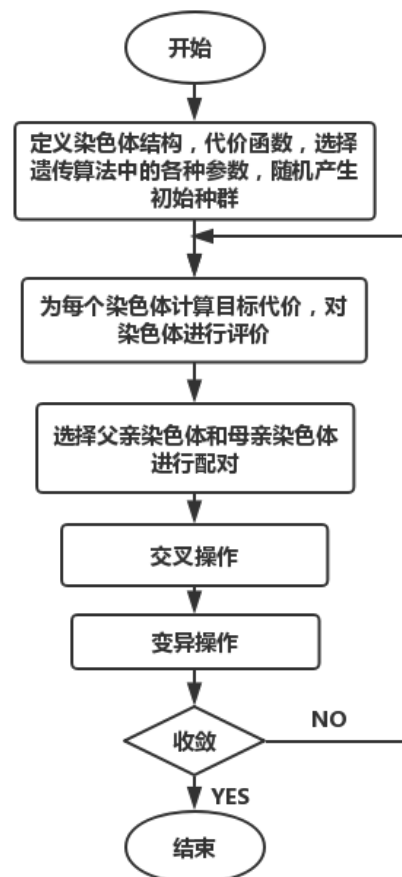 开始
定义染色体结构，代价函数，选择
遗传算法中的各种参数，随机产生
初始种群
为每个染色体计算目标代价，对
染色体进行评价
选择父亲染色体和母亲染色体
进行配对
交叉操作
变异操作
收敛
NO
YES
结束